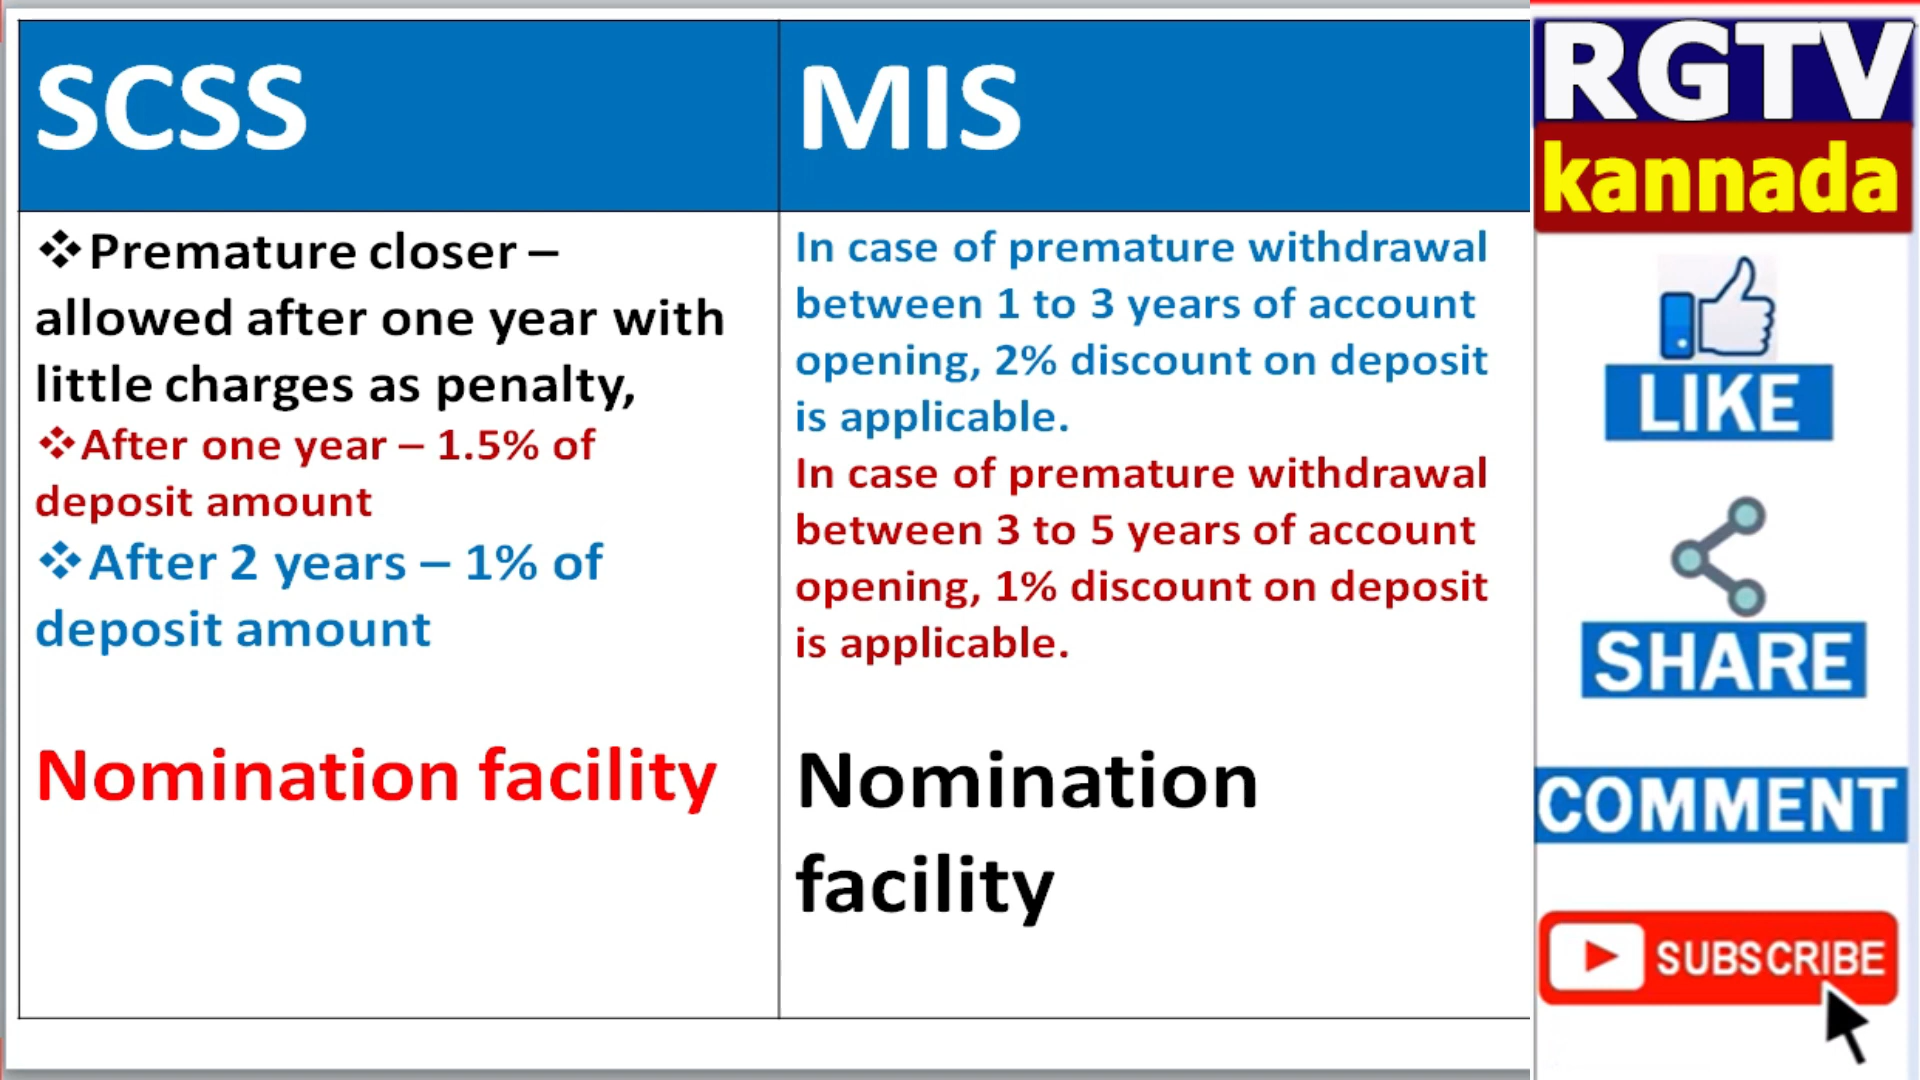 SCSS
MIS
❖Premature closer –
allowed after one year with
little charges as penalty,
❖After one year – 1.5% of
deposit amount
❖After 2 years – 1% of
deposit amount
Nomination facility
In case of premature withdrawal
between 1 to 3 years of account
opening, 2% discount on deposit
is applicable.
In case of premature withdrawal
between 3 to 5 years of account
opening, 1% discount on deposit
is applicable.
Nomination
facility
RGTV
kannada
LIKE
SHARE
COMMENT
SUBSCRIBE